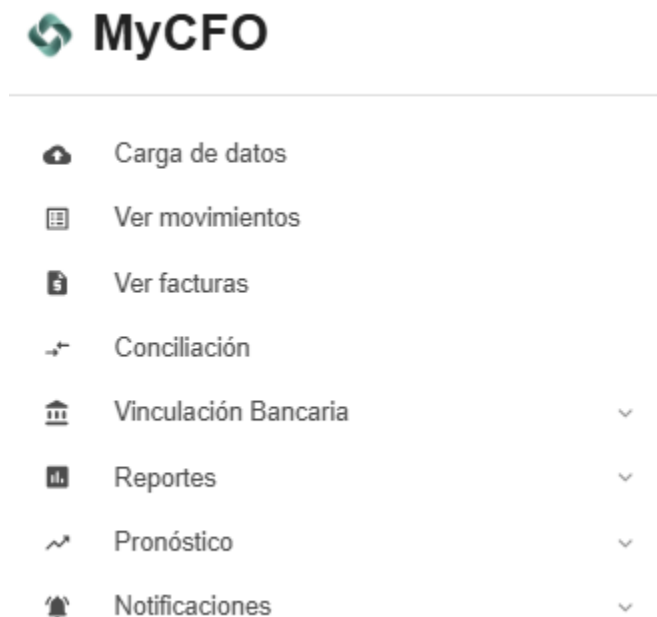 MyCFO
Carga de datos
Ver movimientos
Ver facturas
Conciliación
Vinculación Bancaria
Reportes
Pronóstico
Notificaciones